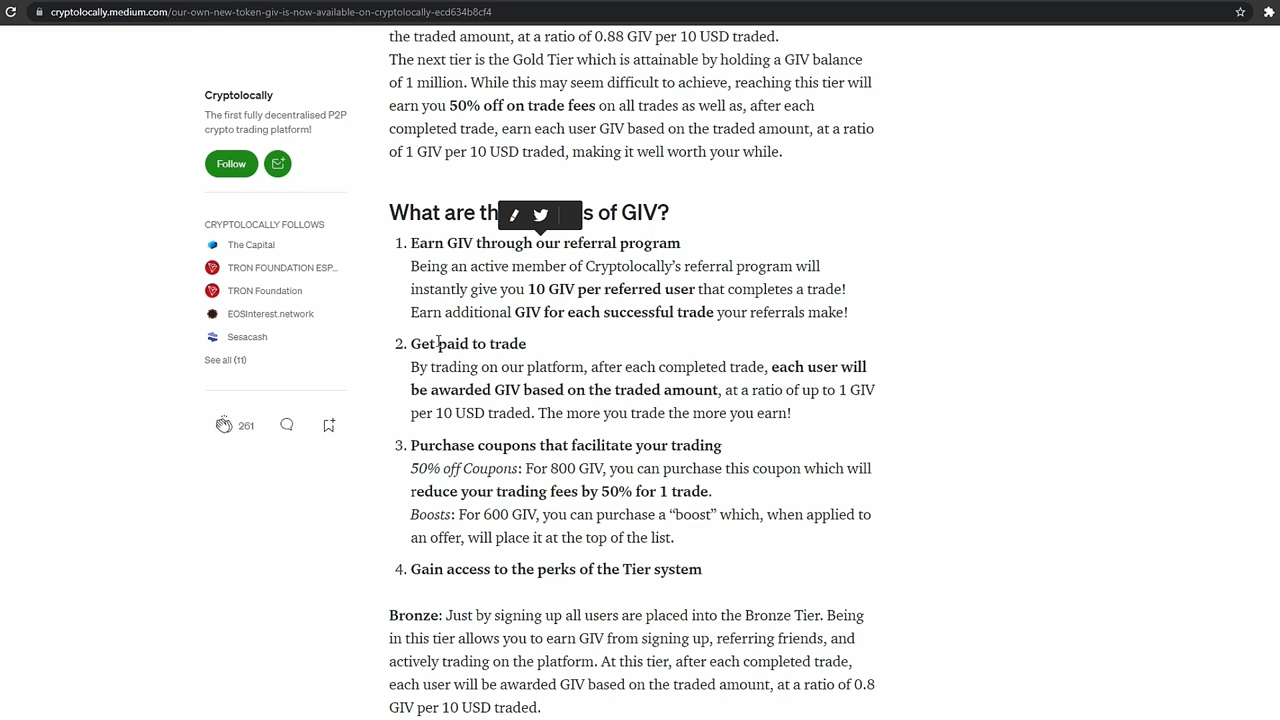 cryptolocally.medium.com/our-own-new-token-giv-is-now-available-on-cryptolocally-ecd634b8cf4
the traded amount, at a ratio of 0.88 GIV per 10 USD traded.
The next tier is the Gold Tier which is attainable by holding a GIV balance
of 1 million. While this may seem difficult to achieve, reaching this tier will
earn you 50% off on trade fees on all trades as well as, after each
completed trade, earn each user GIV based on the traded amount, at a ratio
of 1 GIV per 10 USD traded, making it well worth your while.
Cryptolocally
The first fully decentralised P2P
crypto trading platform!
Follow
CRYPTOLOCALLY FOLLOWS
The Capital
TRON FOUNDATION ESP...
TRON Foundation
EOSInterest.network
Sesacash
See all (11)
261
What are th s of GIV?
1. Earn GIV through our referral program
Being an active member of Cryptolocally’s referral program will
instantly give you 10 GIV per referred user that completes a trade!
Earn additional GIV for each successful trade your referrals make!
2. Get paid to trade
By trading on our platform, after each completed trade, each user will
be awarded GIV based on the traded amount, at a ratio of up to 1 GIV
per 10 USD traded. The more you trade the more you earn!
3. Purchase coupons that facilitate your trading
50% off Coupons: For 800 GIV, you can purchase this coupon which will
reduce your trading fees by 50% for 1 trade.
Boosts: For 600 GIV, you can purchase a “boost” which, when applied to
an offer, will place it at the top of the list.
4. Gain access to the perks of the Tier system
Bronze: Just by signing up all users are placed into the Bronze Tier. Being
in this tier allows you to earn GIV from signing up, referring friends, and
actively trading on the platform. At this tier, after each completed trade,
each user will be awarded GIV based on the traded amount, at a ratio of 0.8
GIV per 10 USD traded.